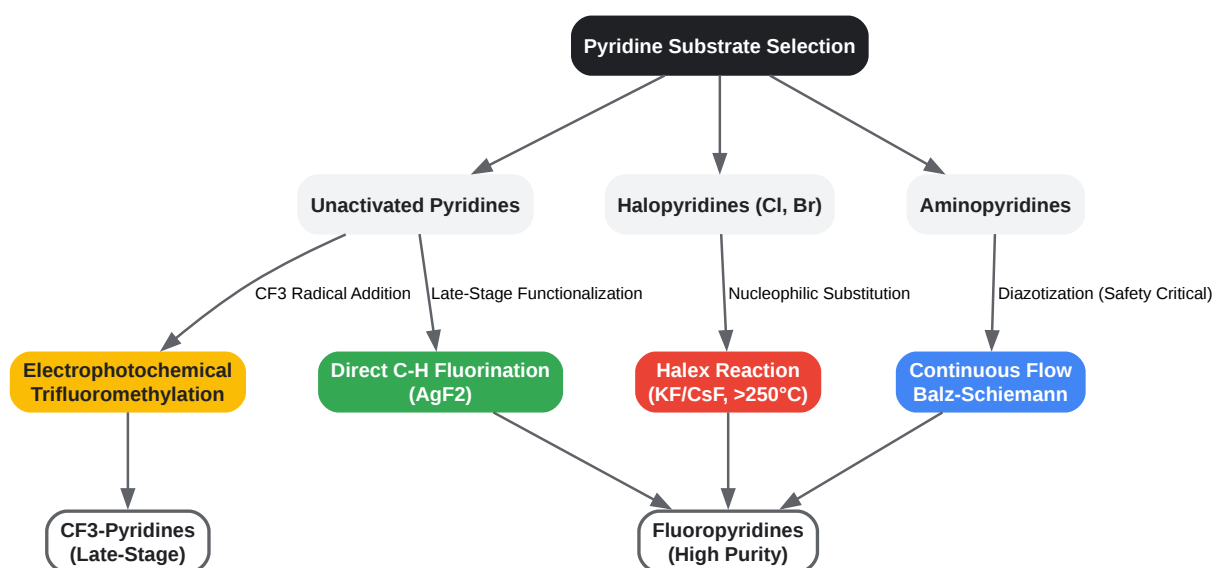 Pyridine Substrate Selection
Unactivated Pyridines
Halopyridines (Cl, Br)
Aminopyridines
CF3 Radical Addition
Late-Stage Functionalization
Nucleophilic Substitution
Diazotization (Safety Critical)
Electrophotochemical
Trifluoromethylation
Direct C-H Fluorination
(AgF2)
Halex Reaction
(KF/CsF, >250°C)
Continuous Flow
Balz-Schiemann
CF3-Pyridines
(Late-Stage)
Fluoropyridines
(High Purity)